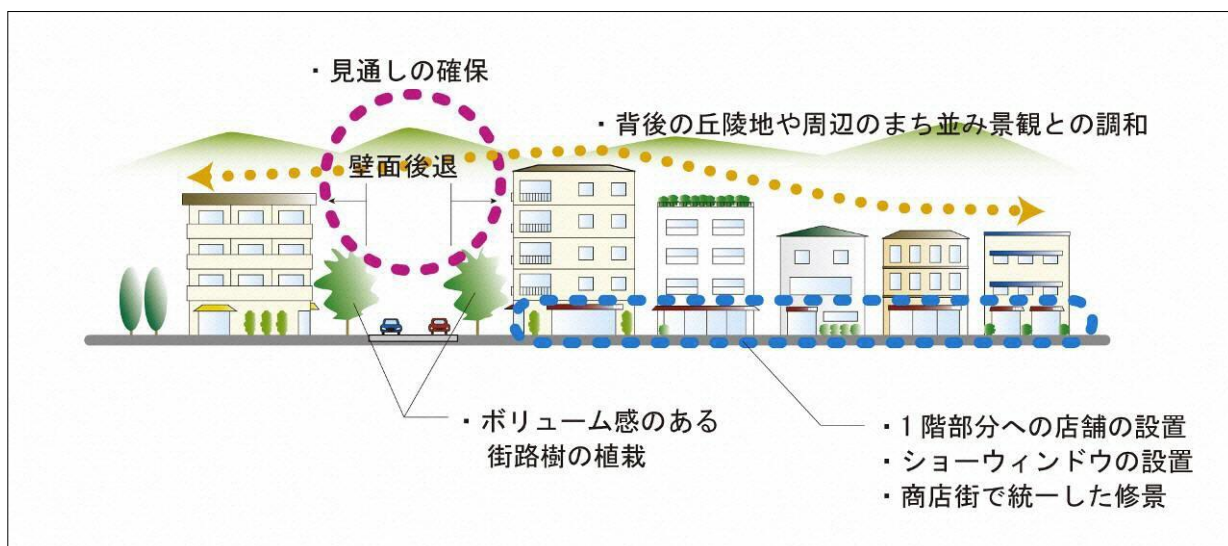 ・見通しの確保
・背後の丘陵地や周辺のまち並み景観との調和
壁面後退
・ボリューム感のある
街路樹の植栽
・1階部分への店舗の設置
・ショーウィンドウの設置
・商店街で統一した修景